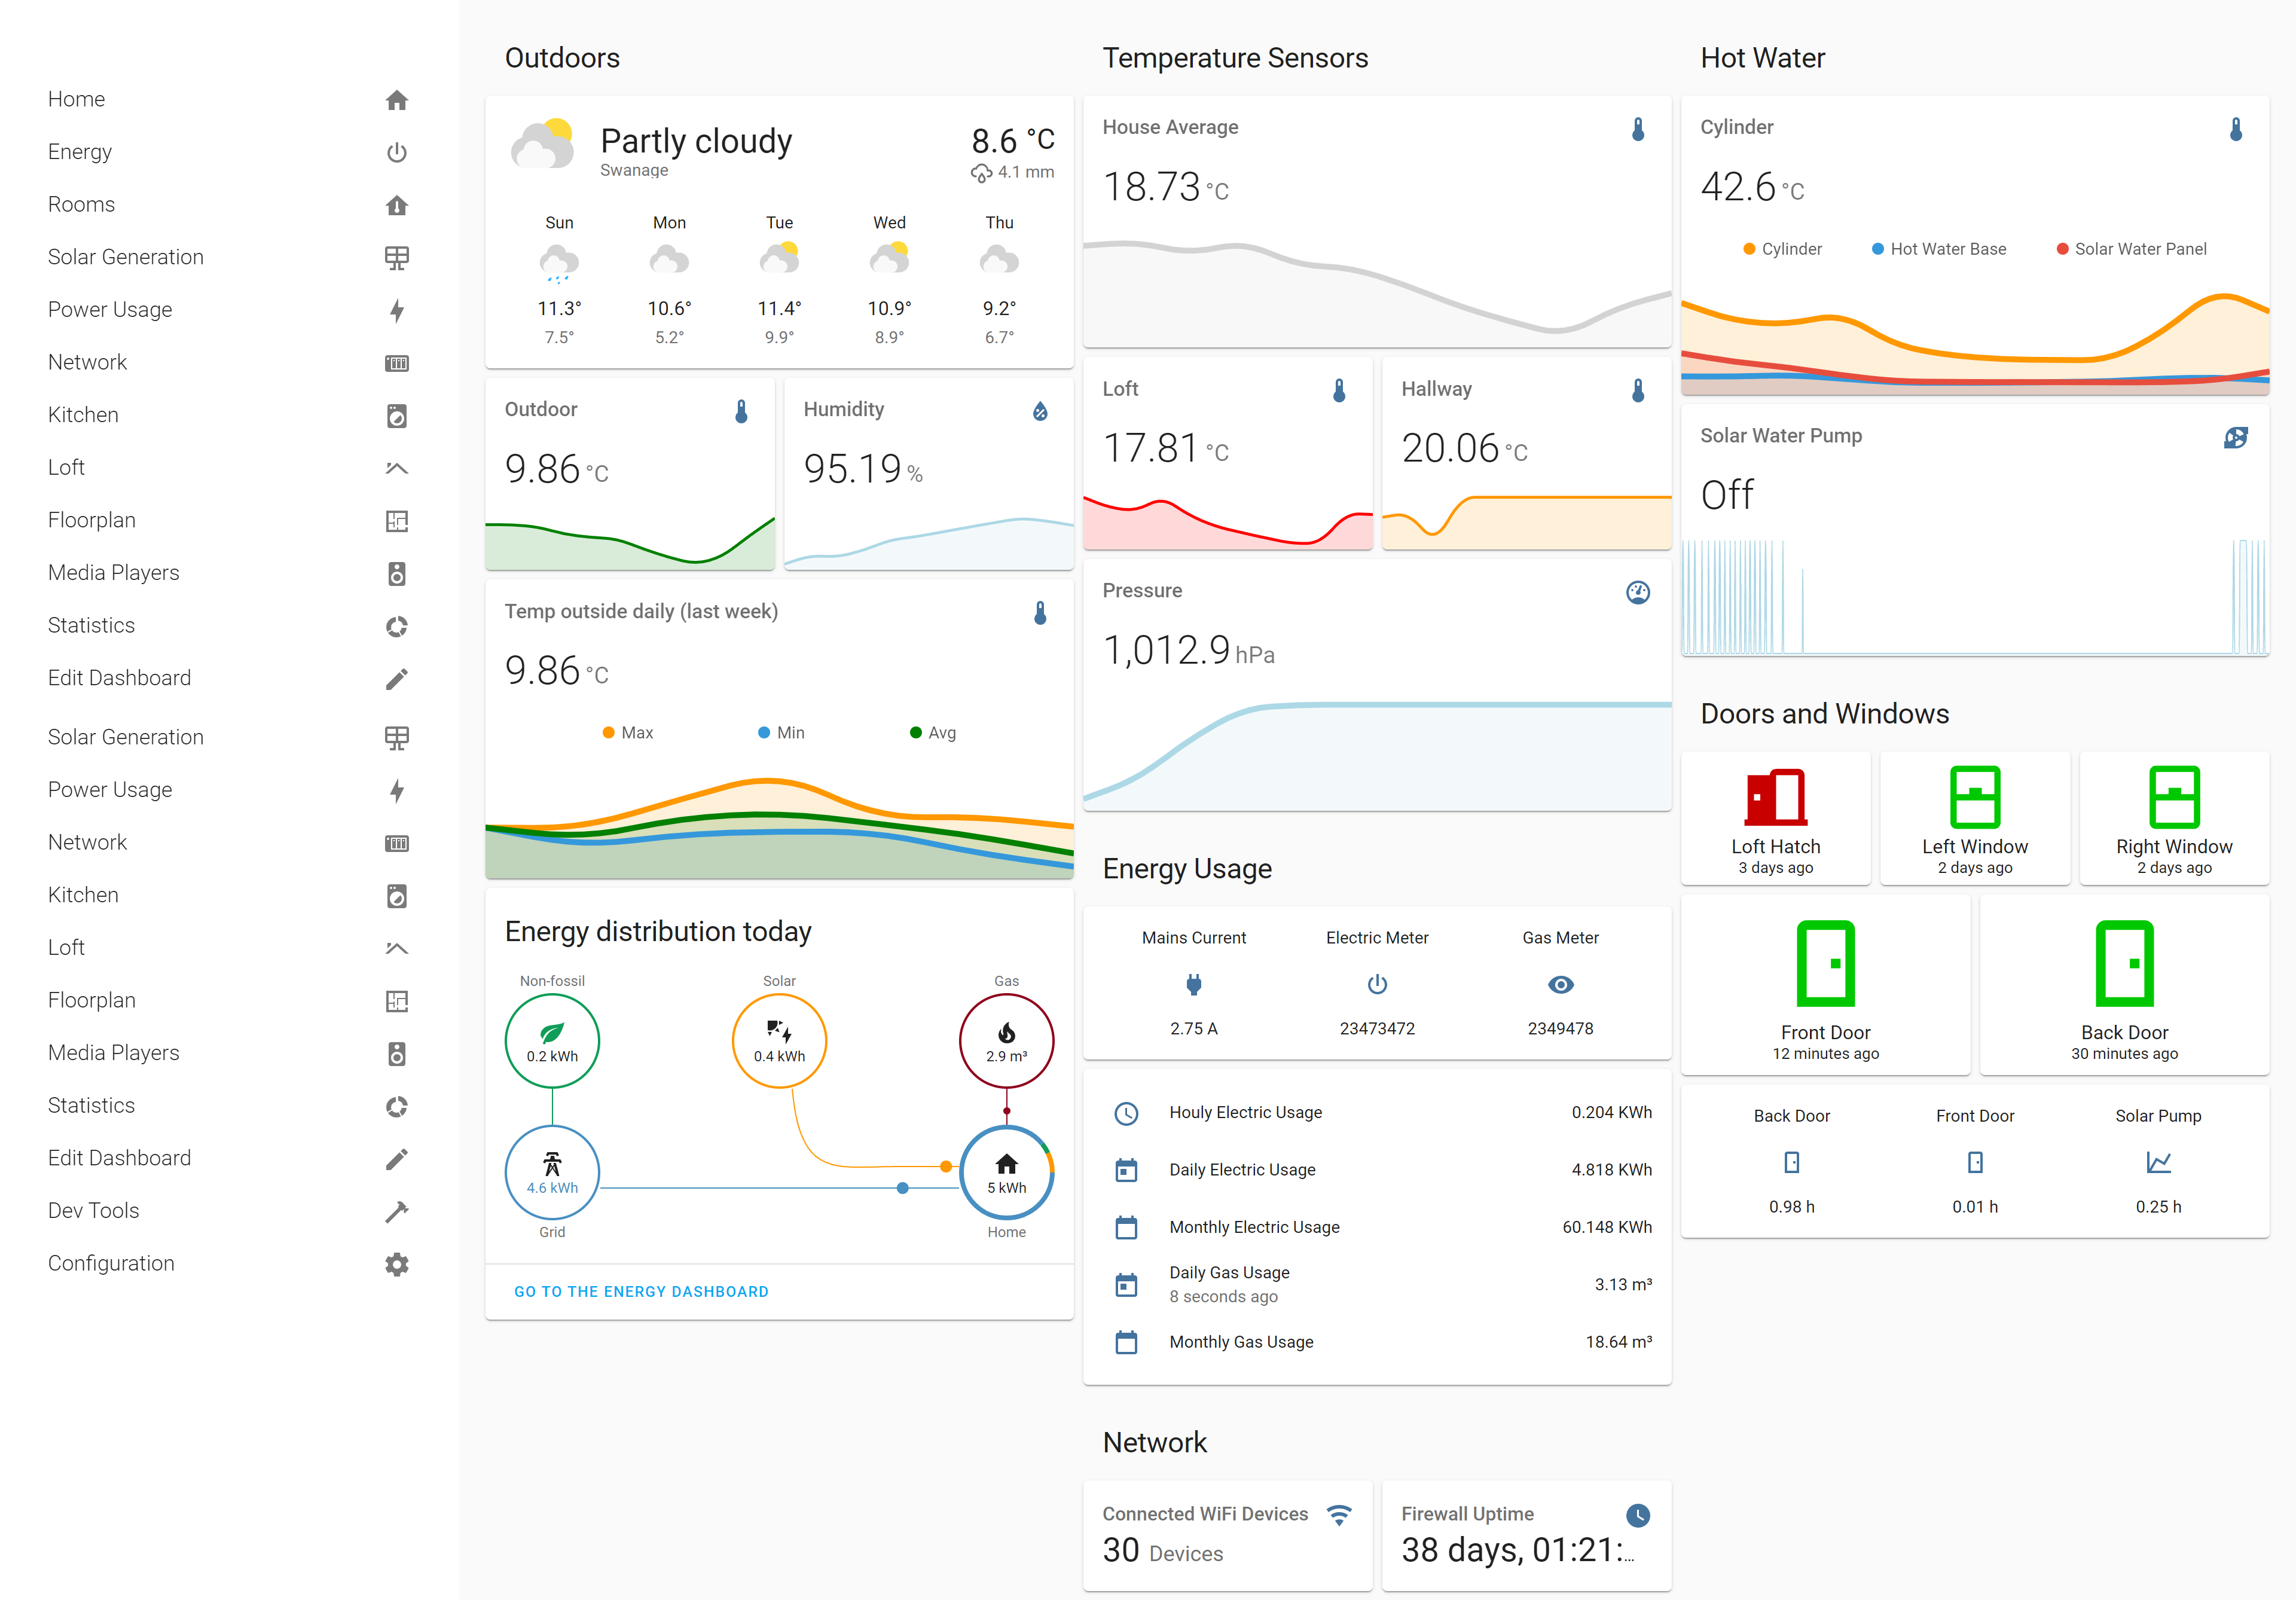 Home
Energy
Rooms
Solar Generation
Power Usage
Network
Kitchen
Loft
Floorplan
Media Players
Statistics
Edit Dashboard
Solar Generation
Power Usage
Network
Kitchen
Loft
Floorplan
Media Players
Statistics
Edit Dashboard
Dev Tools
Configuration
Outdoors
Partly cloudy
Swanage
8.6 °C
4.1 mm
Sun Mon Tue Wed Thu
11.3° 10.6° 11.4° 10.9° 9.2°
7.5° 5.2° 9.9° 8.9° 6.7°
Outdoor
9.86 °C
Humidity
95.19 %
Temp outside daily (last week)
9.86 °C
Max Min Avg
Energy distribution today
Non-fossil Solar Gas
0.2 kWh 0.4 kWh 2.9 m³
4.6 kWh 5 kWh
Grid Home
GO TO THE ENERGY DASHBOARD
Temperature Sensors
House Average
18.73 °C
Loft
17.81 °C
Hallway
20.06 °C
Pressure
1,012.9 hPa
Energy Usage
Mains Current Electric Meter Gas Meter
2.75 A 23473472 2349478
Houly Electric Usage 0.204 KWh
Daily Electric Usage 4.818 KWh
Monthly Electric Usage 60.148 KWh
Daily Gas Usage 3.13 m³
8 seconds ago
Monthly Gas Usage 18.64 m³
Network
Connected WiFi Devices
30 Devices
Firewall Uptime
38 days, 01:21:...
Hot Water
Cylinder
42.6 °C
Cylinder Hot Water Base Solar Water Panel
Solar Water Pump
Off
Doors and Windows
Loft Hatch
3 days ago
Left Window
2 days ago
Right Window
2 days ago
Front Door
12 minutes ago
Back Door
30 minutes ago
Back Door Front Door Solar Pump
0.98 h 0.01 h 0.25 h